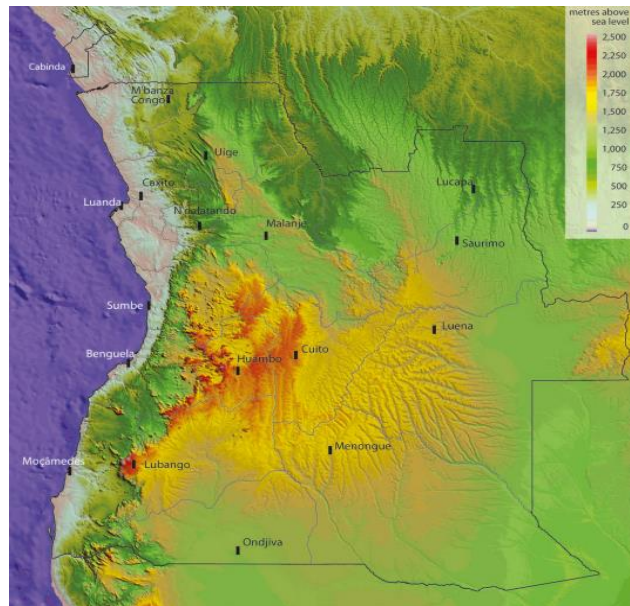 metres above
sea level
2,500
2,250
2,000
1,750
1,500
1,250
1,000
750
500
250
0
Cabinda
M'banza
Congo
Uige
Lucapa
Caxito
Luanda
N'dalatando
Malanje
Saurimo
Sumbe
Luena
Cuito
Benguela
Huambo
Menongue
Moçâmedes
Lubango
Ondjiva